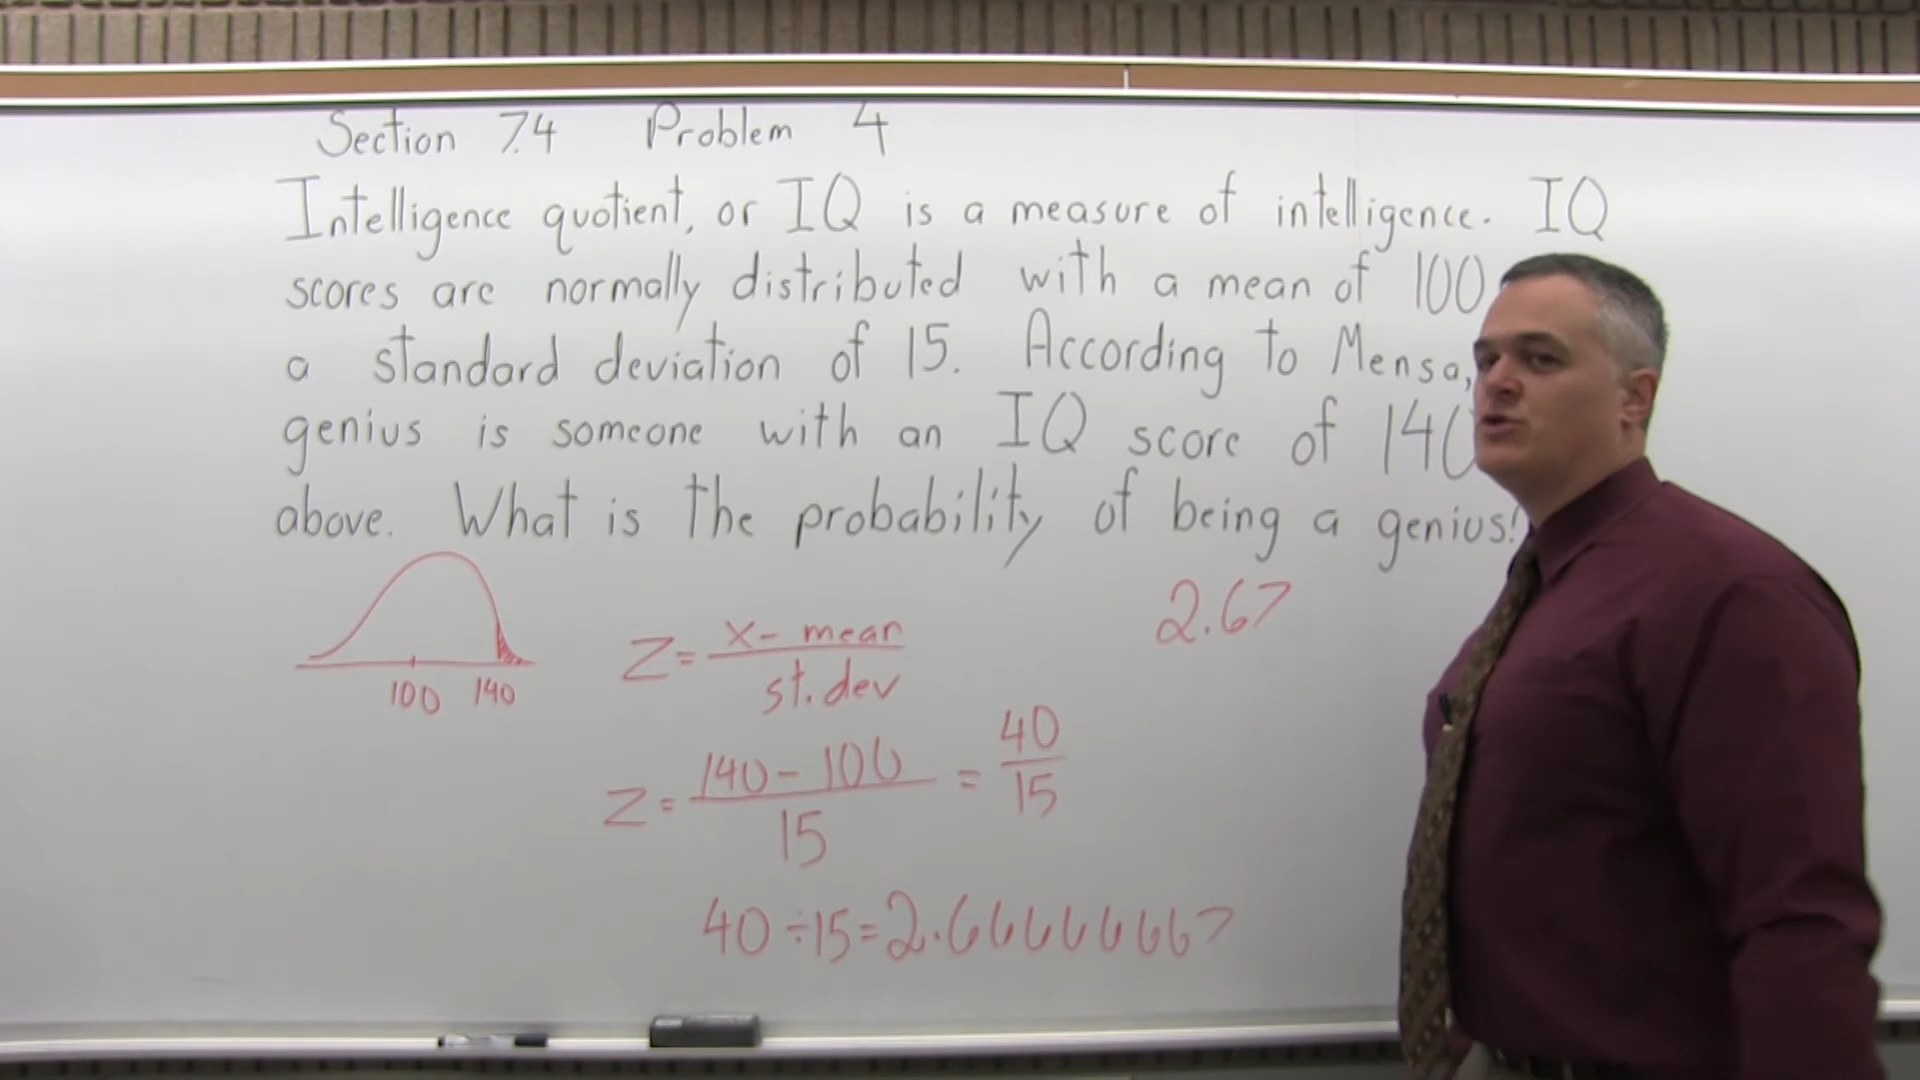 Section 7.4 Problem 4
Intelligence quotient, or IQ is a measure of intelligence. IQ
scores are normally distributed with a mean of 100
a standard deviation of 15. According to Mensa,
genius is someone with an IQ score of 140
above. What is the probability of being a genius?
2.67
Z = x - mean / st. dev
100 140
Z = 140 - 100 / 15 = 40 / 15
40 ÷ 15 = 2.66666667